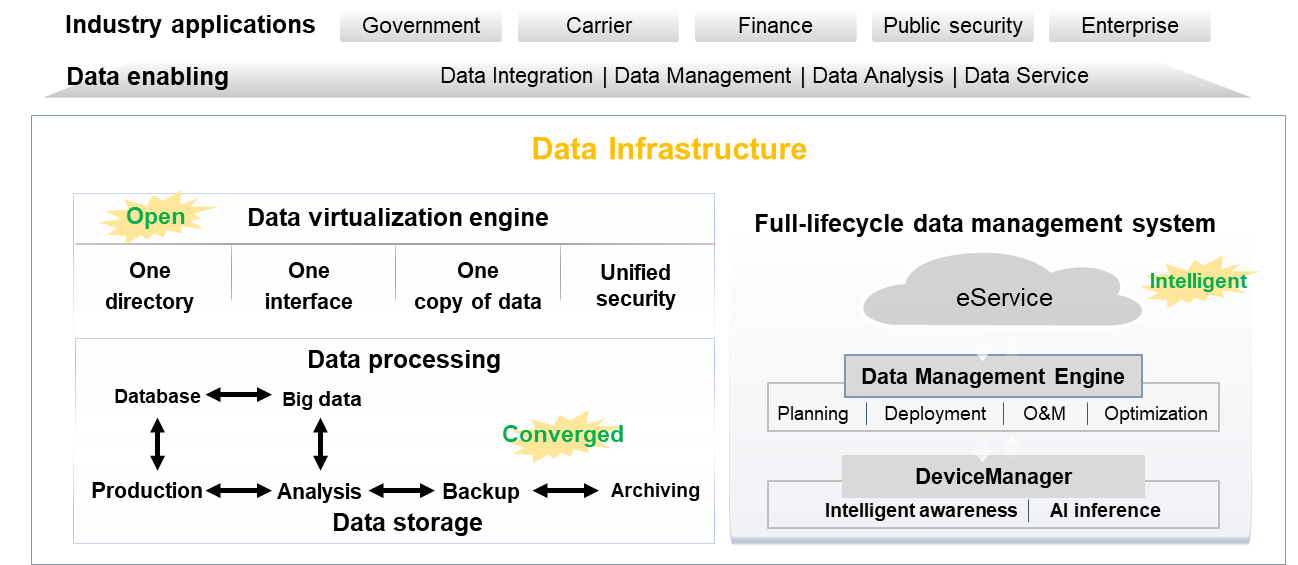 Industry applications
Government
Carrier
Finance
Public security
Enterprise
Data enabling
Data Integration | Data Management | Data Analysis | Data Service
Data Infrastructure
Open
Data virtualization engine
One
directory
One
interface
One
copy of data
Unified
security
Data processing
Database
Big data
Converged
Production
Analysis
Backup
Archiving
Data storage
Full-lifecycle data management system
eService
Intelligent
Data Management Engine
Planning
Deployment
O&M
Optimization
DeviceManager
Intelligent awareness
AI inference